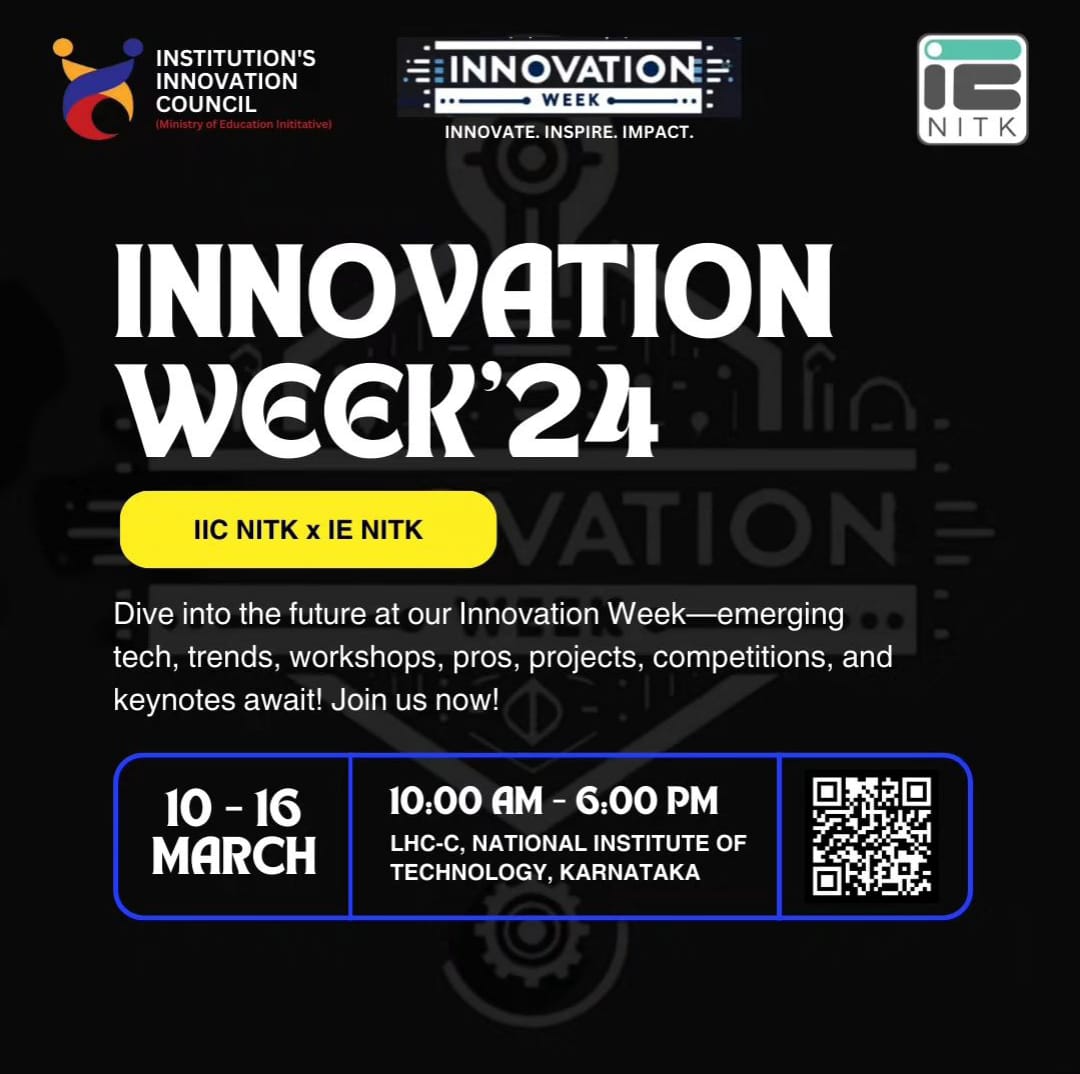 INSTITUTION'S
INNOVATION
COUNCIL
(Ministry of Education Inititative)
INNOVATION
WEEK
INNOVATE. INSPIRE. IMPACT.
iE
NITK
INNOVATION
WEEK'24
IIC NITK x IE NITK
VATION
Dive into the future at our Innovation Week—emerging
tech, trends, workshops, pros, projects, competitions, and
keynotes await! Join us now!
10 - 16
MARCH
10:00 AM - 6:00 PM
LHC-C, NATIONAL INSTITUTE OF
TECHNOLOGY, KARNATAKA